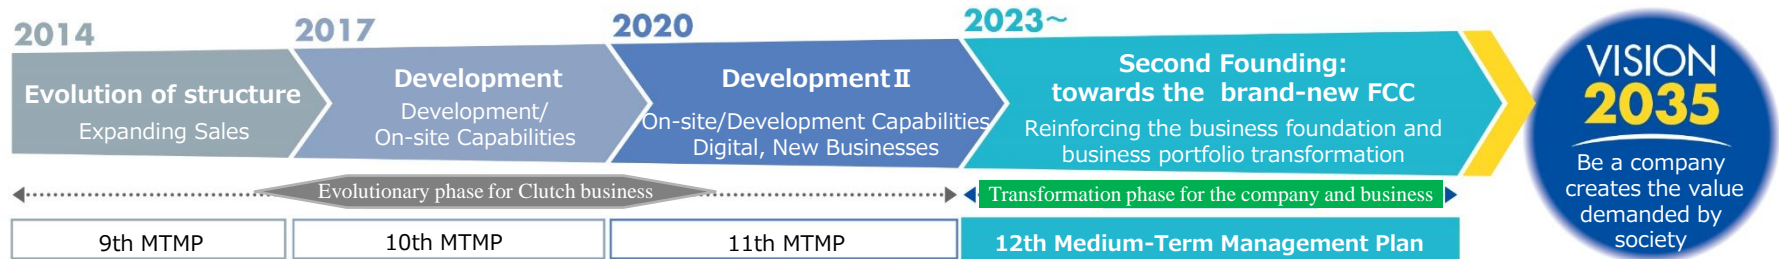 2014
Evolution of structure
Expanding Sales
2017
Development
Development/
On-site Capabilities
2020
Development Ⅱ
On-site/Development Capabilities
Digital, New Businesses
2023~
Second Founding:
towards the brand-new FCC
Reinforcing the business foundation and
business portfolio transformation
VISION
2035
Be a company
creates the value
demanded by
society
Evolutionary phase for Clutch business
Transformation phase for the company and business
9th MTMP
10th MTMP
11th MTMP
12th Medium-Term Management Plan